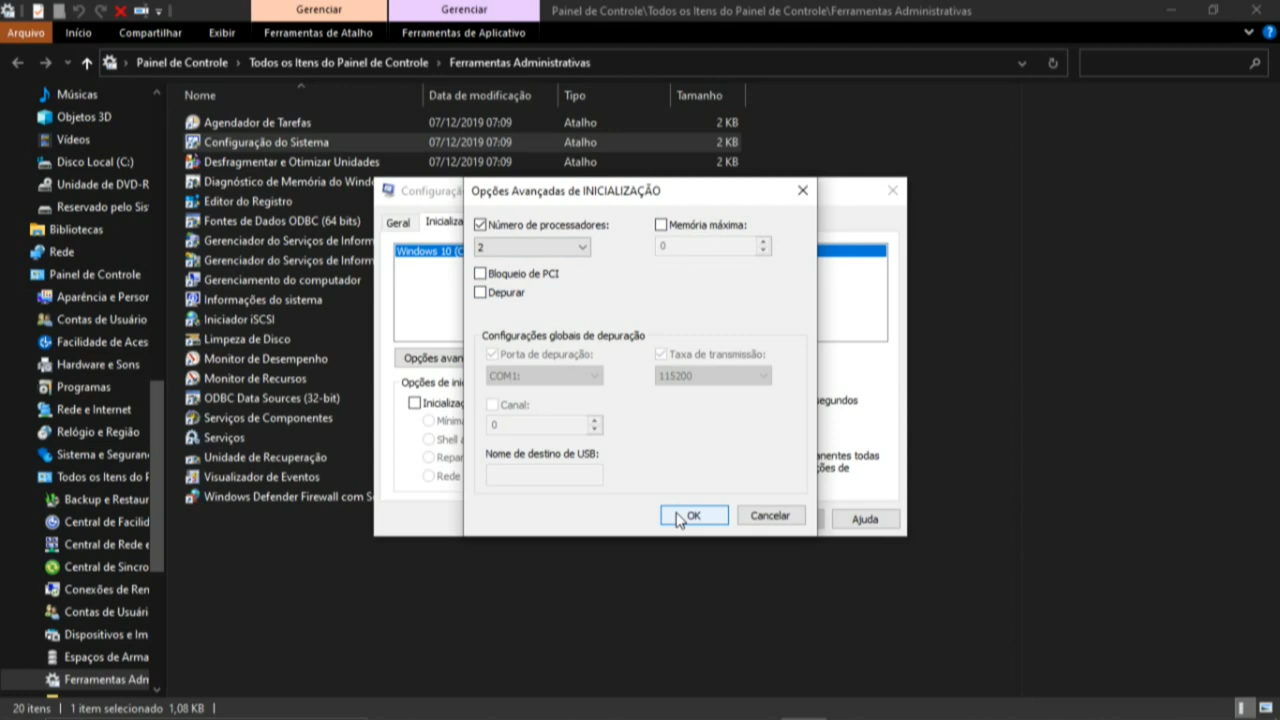 Gerenciar
Gerenciar
Painel de Controle\Todos os Itens do Painel de Controle\Ferramentas Administrativas
Arquivo
Início
Compartilhar
Exibir
Ferramentas de Atalho
Ferramentas de Aplicativo
Painel de Controle
Todos os Itens do Painel de Controle
Ferramentas Administrativas
Músicas
Objetos 3D
Vídeos
Disco Local (C:)
Unidade de DVD-R
Reservado pelo Sis
Bibliotecas
Rede
Painel de Controle
Aparência e Person
Contas de Usuário
Facilidade de Aces
Hardware e Sons
Programas
Rede e Internet
Relógio e Região
Sistema e Seguran
Todos os Itens do P
Backup e Restaur
Central de Facilid
Central de Rede e
Central de Sincro
Conexões de Ren
Contas de Usuári
Dispositivos e Im
Espaços de Arma
Ferramentas Adn
Nome
Data de modificação
Tipo
Tamanho
Agendador de Tarefas 07/12/2019 07:09 Atalho 2 KB
Configuração do Sistema 07/12/2019 07:09 Atalho 2 KB
Desfragmentar e Otimizar Unidades 07/12/2019 07:09 Atalho 2 KB
Diagnóstico de Memória do Windo
Editor do Registro
Fontes de Dados ODBC (64 bits)
Gerenciador do Serviços de Inform
Gerenciador do Serviços de Inform
Gerenciamento do computador
Informações do sistema
Iniciador iSCSI
Limpeza de Disco
Monitor de Desempenho
Monitor de Recursos
ODBC Data Sources (32-bit)
Serviços de Componentes
Serviços
Unidade de Recuperação
Visualizador de Eventos
Windows Defender Firewall com S
Configuraçã
Geral
Inicializa
Windows 10 (C
Opções avan
Opções de ini
Inicializaç
Mínim
Shell a
Repar
Rede
segundos
anentes todas
ões de
Ajuda
Opções Avançadas de INICIALIZAÇÃO
Número de processadores:
2
Memória máxima:
0
Bloqueio de PCI
Depurar
Configurações globais de depuração
Porta de depuração:
COM1:
Taxa de transmissão:
115200
Canal:
0
Nome de destino de USB:
OK
Cancelar
20 itens
1 item selecionado 1,08 KB